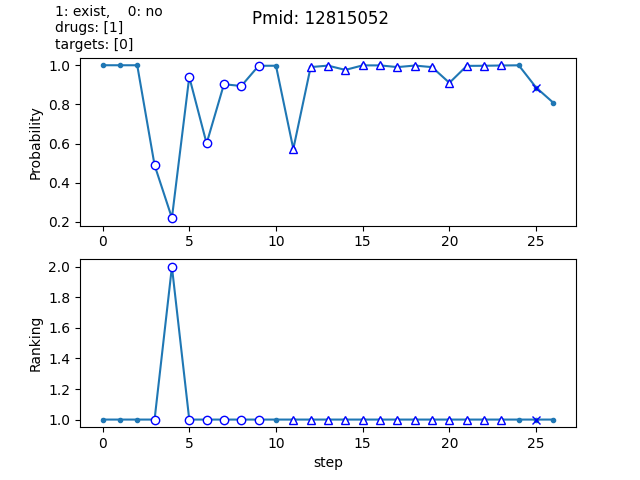 1: exist,    0: no
Pmid: 12815052
drugs: [1]
targets: [0]
1.0
0.8
0.6
0.4
0.2
Probability
0 5 10 15 20 25
2.0
1.8
1.6
1.4
1.2
1.0
Ranking
0 5 10 15 20 25
step